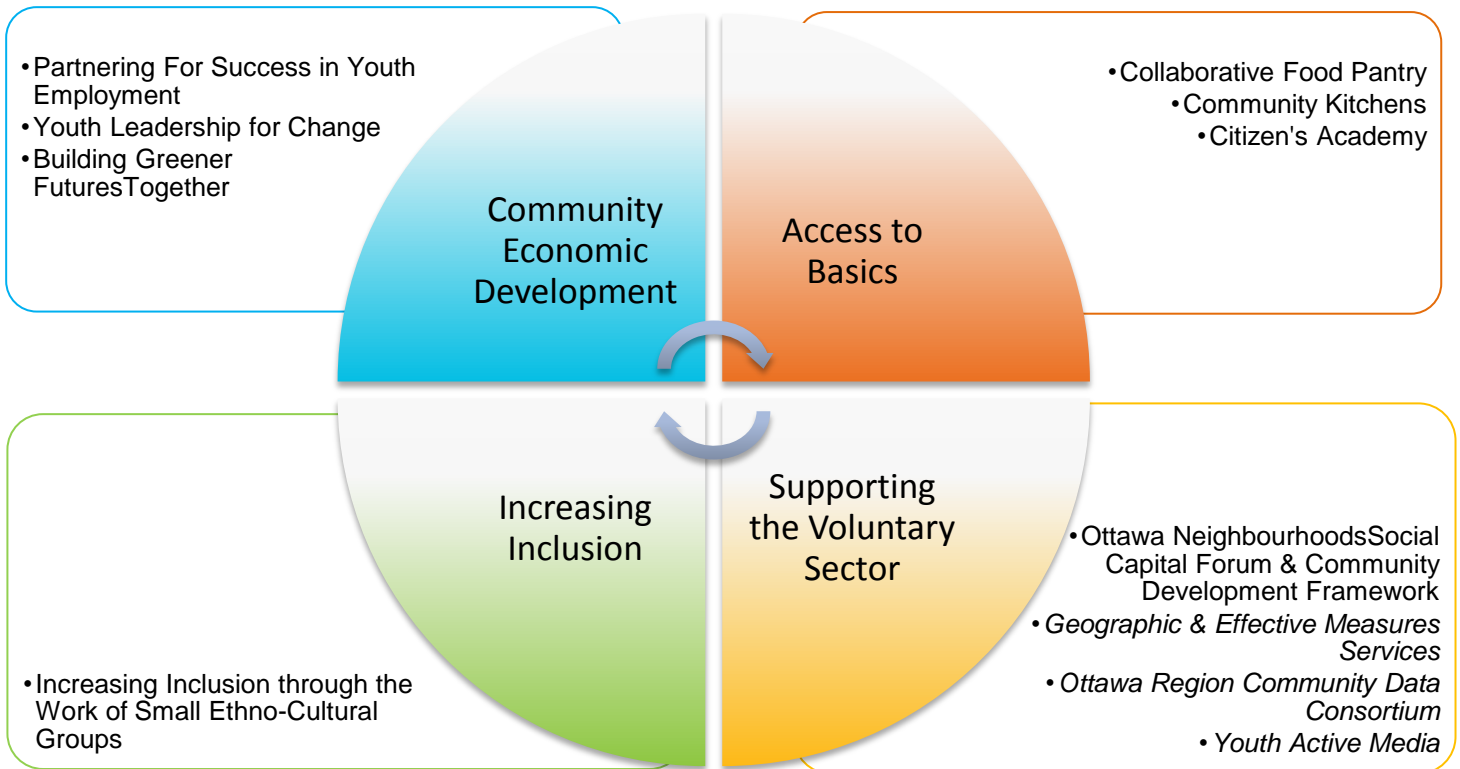 •Partnering For Success in Youth
Employment
•Youth Leadership for Change
•Building Greener
FuturesTogether
Community
Economic
Development
•Collaborative Food Pantry
•Community Kitchens
•Citizen's Academy
Access to
Basics
Increasing
Inclusion
•Increasing Inclusion through the
Work of Small Ethno-Cultural
Groups
Supporting
the Voluntary
Sector
•Ottawa NeighbourhoodsSocial
Capital Forum & Community
Development Framework
•Geographic & Effective Measures
Services
•Ottawa Region Community Data
Consortium
•Youth Active Media